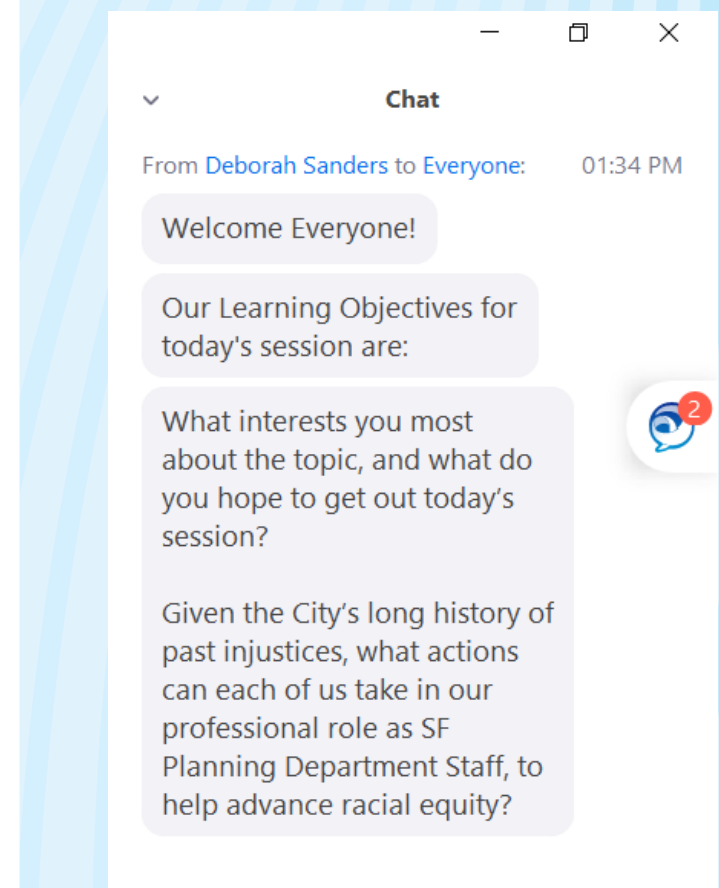 Chat
From Deborah Sanders to Everyone: 01:34 PM
Welcome Everyone!
Our Learning Objectives for
today's session are:
What interests you most
about the topic, and what do
you hope to get out today’s
session?
Given the City’s long history of
past injustices, what actions
can each of us take in our
professional role as SF
Planning Department Staff, to
help advance racial equity?
2